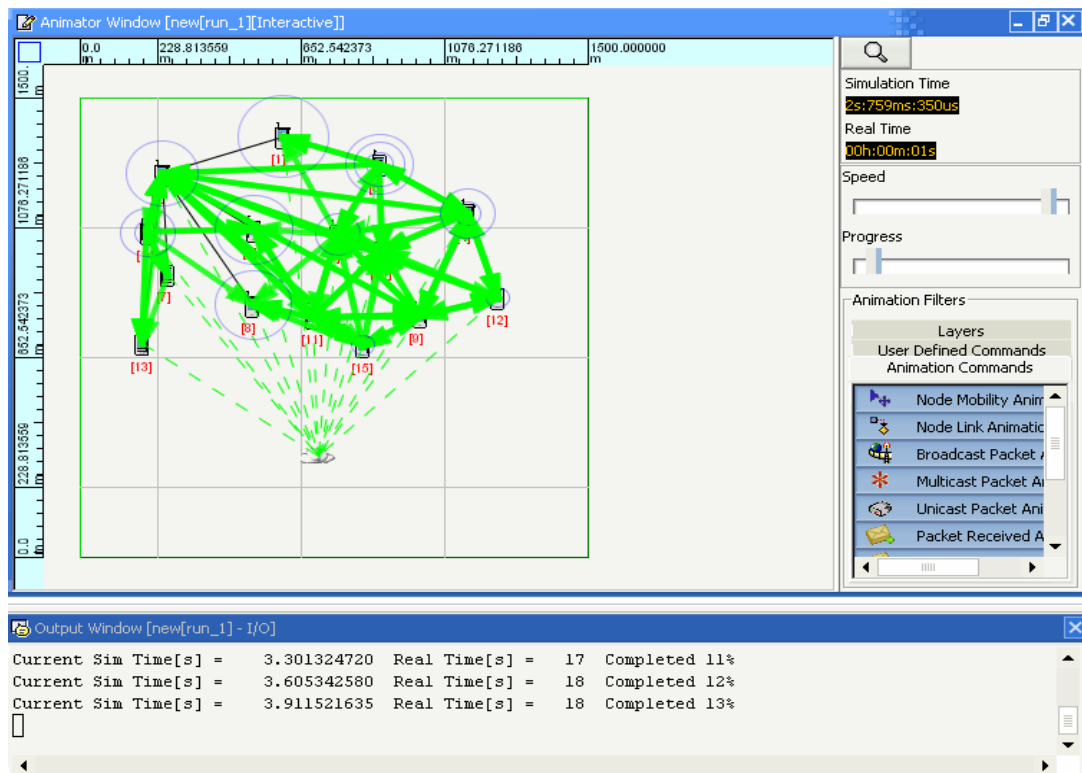 Animator Window [new[run_1][Interactive]]
0.0 228.813559 652.542373 1076.271186 1500.000000
m m m m m
1500.
m
1076.271186
m
652.542373
m
228.813559
m
0.0
m
[1]
[7]
[8]
[11]
[9]
[12]
[13]
[15]
Simulation Time
2s:759ms:350us
Real Time
00h:00m:01s
Speed
Progress
Animation Filters
Layers
User Defined Commands
Animation Commands
Node Mobility Anim
Node Link Animatic
Broadcast Packet
Multicast Packet A
Unicast Packet Ani
Packet Received A
Output Window [new[run_1] - I/O]
Current Sim Time[s] = 3.301324720 Real Time[s] = 17 Completed 11%
Current Sim Time[s] = 3.605342580 Real Time[s] = 18 Completed 12%
Current Sim Time[s] = 3.911521635 Real Time[s] = 18 Completed 13%